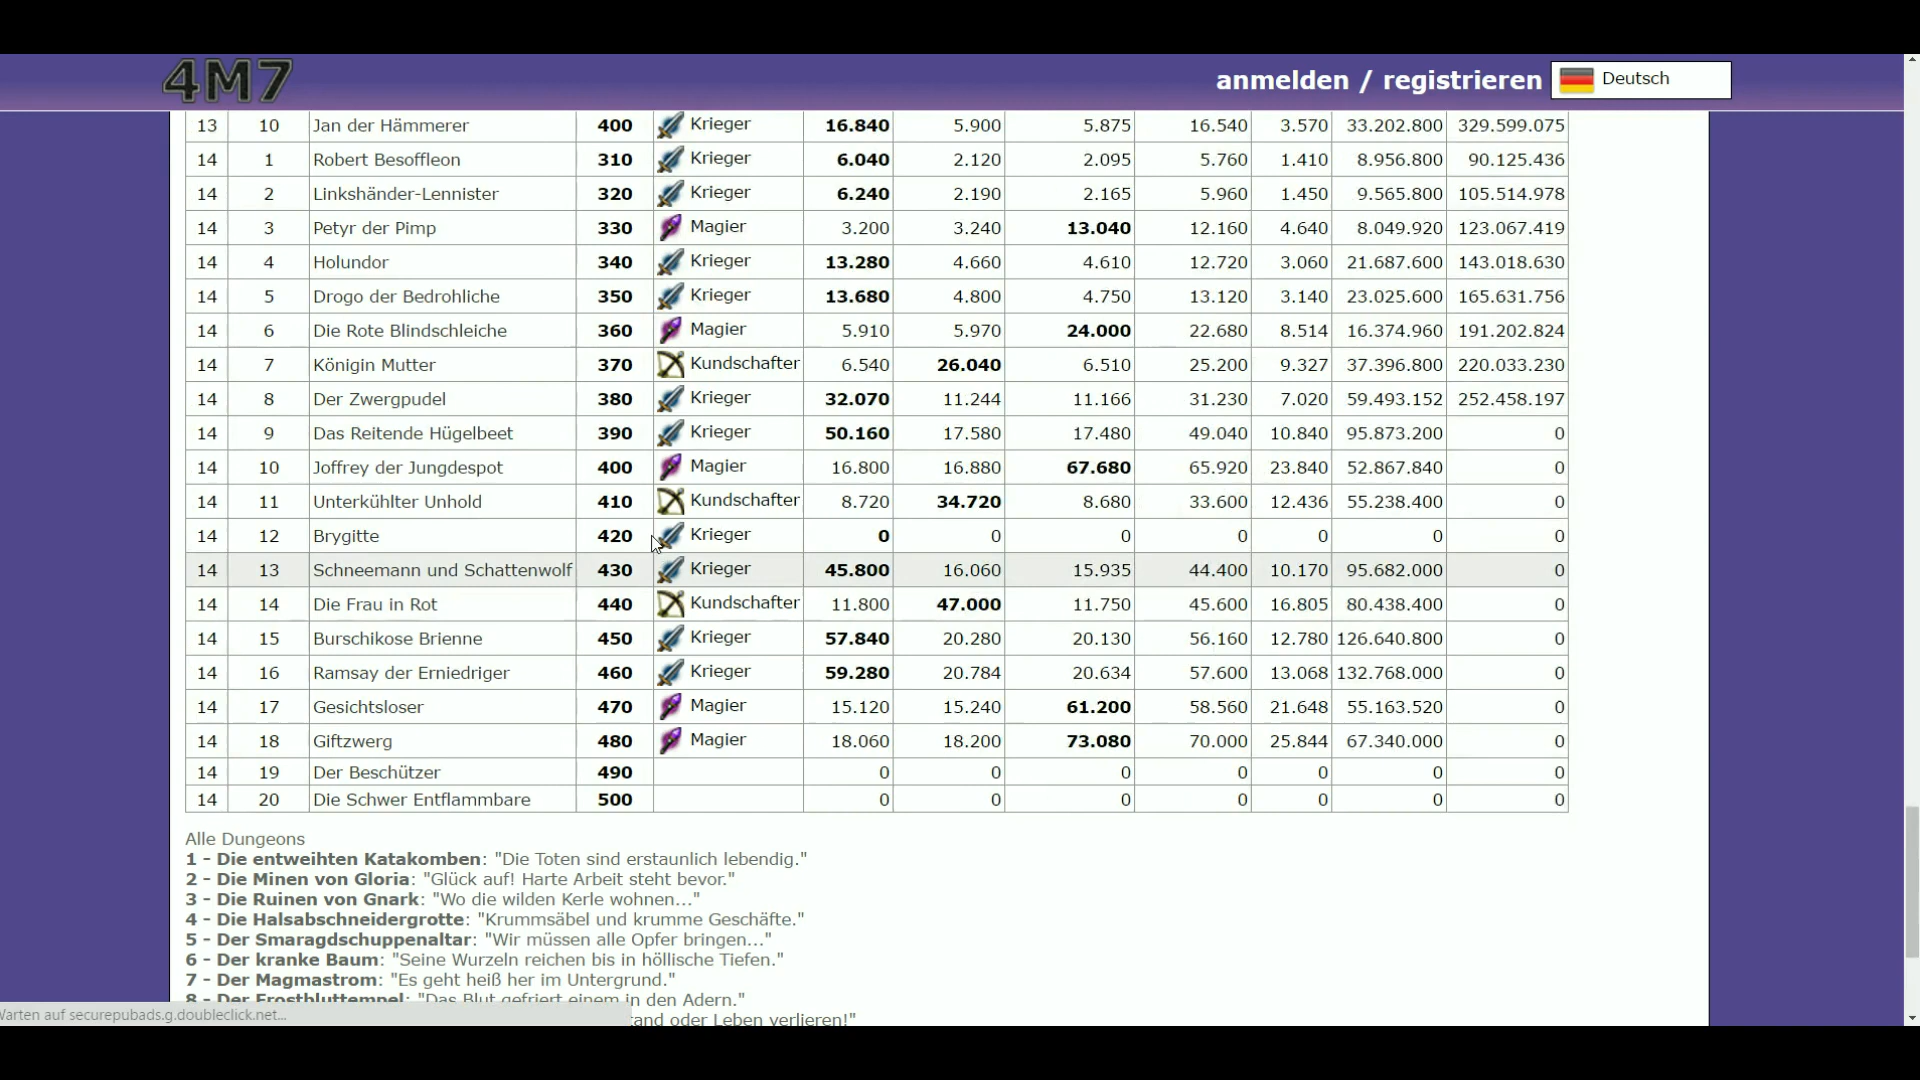 4M7
anmelden / registrieren Deutsch
13 10 Jan der Hämmerer 400 Krieger 16.840 5.900 5.875 16.540 3.570 33.202.800 329.599.075
14 1 Robert Besoffleon 310 Krieger 6.040 2.120 2.095 5.760 1.410 8.956.800 90.125.436
14 2 Linkshänder-Lennister 320 Krieger 6.240 2.190 2.165 5.960 1.450 9.565.800 105.514.978
14 3 Petyr der Pimp 330 Magier 3.200 3.240 13.040 12.160 4.640 8.049.920 123.067.419
14 4 Holundor 340 Krieger 13.280 4.660 4.610 12.720 3.060 21.687.600 143.018.630
14 5 Drogo der Bedrohliche 350 Krieger 13.680 4.800 4.750 13.120 3.140 23.025.600 165.631.756
14 6 Die Rote Blindschleiche 360 Magier 5.910 5.970 24.000 22.680 8.514 16.374.960 191.202.824
14 7 Königin Mutter 370 Kundschafter 6.540 26.040 6.510 25.200 9.327 37.396.800 220.033.230
14 8 Der Zwergpudel 380 Krieger 32.070 11.244 11.166 31.230 7.020 59.493.152 252.458.197
14 9 Das Reitende Hügelbeet 390 Krieger 50.160 17.580 17.480 49.040 10.840 95.873.200 0
14 10 Joffrey der Jungdespot 400 Magier 16.800 16.880 67.680 65.920 23.840 52.867.840 0
14 11 Unterkühlter Unhold 410 Kundschafter 8.720 34.720 8.680 33.600 12.436 55.238.400 0
14 12 Brygitte 420 Krieger 0 0 0 0 0 0 0
14 13 Schneemann und Schattenwolf 430 Krieger 45.800 16.060 15.935 44.400 10.170 95.682.000 0
14 14 Die Frau in Rot 440 Kundschafter 11.800 47.000 11.750 45.600 16.805 80.438.400 0
14 15 Burschikose Brienne 450 Krieger 57.840 20.280 20.130 56.160 12.780 126.640.800 0
14 16 Ramsay der Erniedriger 460 Krieger 59.280 20.784 20.634 57.600 13.068 132.768.000 0
14 17 Gesichtsloser 470 Magier 15.120 15.240 61.200 58.560 21.648 55.163.520 0
14 18 Giftzwerg 480 Magier 18.060 18.200 73.080 70.000 25.844 67.340.000 0
14 19 Der Beschützer 490 0 0 0 0 0 0 0
14 20 Die Schwer Entflammbare 500 0 0 0 0 0 0 0
Alle Dungeons
1 - Die entweihten Katakomben: "Die Toten sind erstaunlich lebendig."
2 - Die Minen von Gloria: "Glück auf! Harte Arbeit steht bevor."
3 - Die Ruinen von Gnark: "Wo die wilden Kerle wohnen..."
4 - Die Halsabschneidergrotte: "Krummsäbel und krumme Geschäfte."
5 - Der Smaragdschuppenaltar: "Wir müssen alle Opfer bringen..."
6 - Der kranke Baum: "Seine Wurzeln reichen bis in höllische Tiefen."
7 - Der Magmastrom: "Es geht heiß her im Untergrund."
8 - Der Frostbluttempel: "Das Blut gefriert einem in den Adern."
tand oder Leben verlieren!"
Warten auf securepubads.g.doubleclick.net...